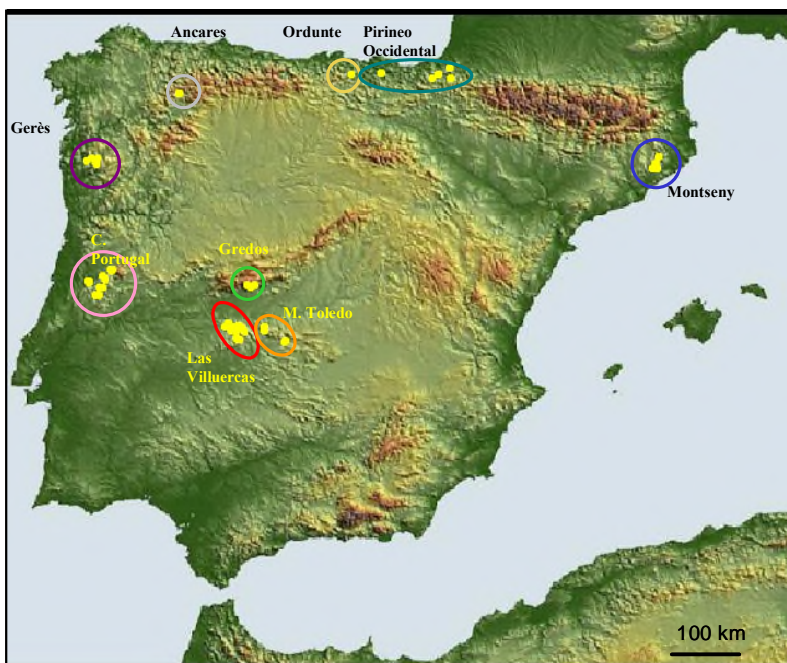 Ancares
Ordunte
Pirineo
Occidental
Gerès
Montseny
C.
Portugal
Gredos
M. Toledo
Las
Villuercas
100 km